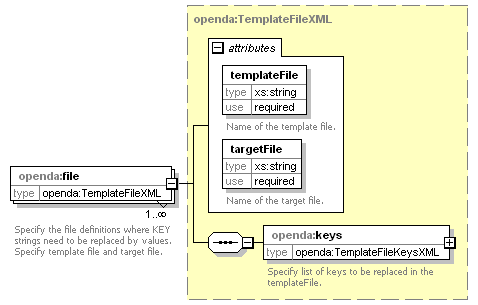 openda:TemplateFileXML
attributes
templateFile
type xs:string
use required
Name of the template file.
targetFile
type xs:string
use required
Name of the target file.
openda:file
type openda:TemplateFileXML
1..∞
Specify the file definitions where KEY
strings need to be replaced by values.
Specify template file and target file.
openda:keys
type openda:TemplateFileKeysXML
Specify list of keys to be replaced in the
templateFile.